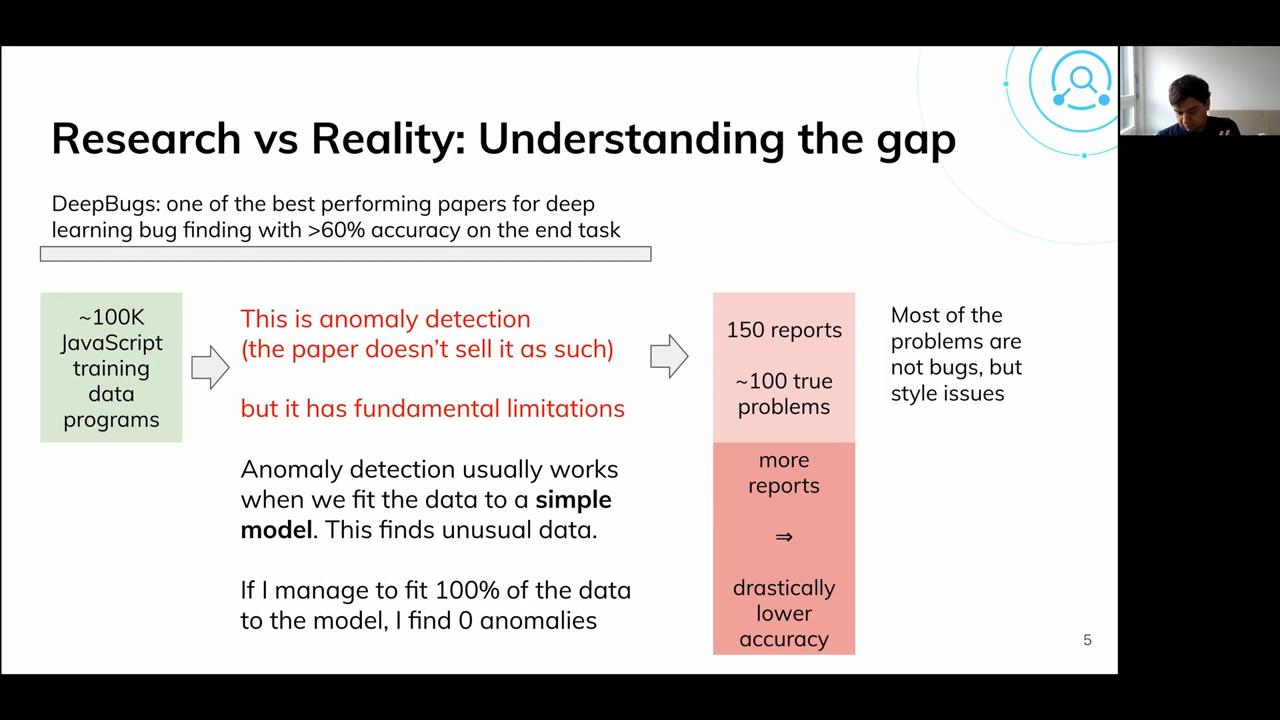 Research vs Reality: Understanding the gap
DeepBugs: one of the best performing papers for deep
learning bug finding with >60% accuracy on the end task
~100K
JavaScript
training
data
programs
This is anomaly detection
(the paper doesn't sell it as such)
but it has fundamental limitations
Anomaly detection usually works
when we fit the data to a simple
model. This finds unusual data.
If I manage to fit 100% of the data
to the model, I find 0 anomalies
150 reports
~100 true
problems
more
reports
⇒
drastically
lower
accuracy
Most of the
problems are
not bugs, but
style issues
5